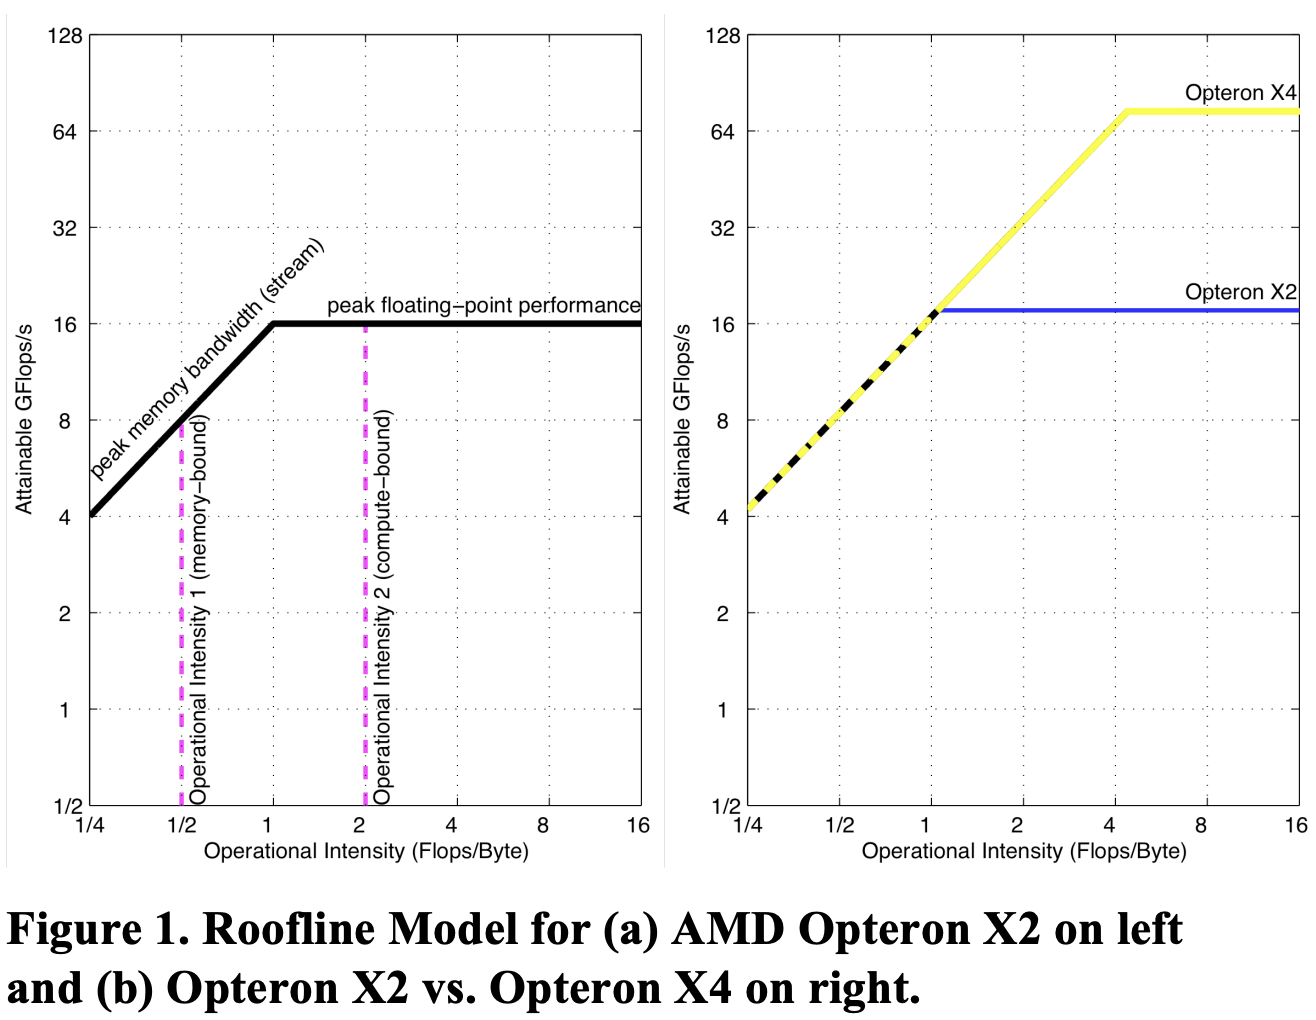 128
64
32
16
8
4
2
1
1/2
1/4
1/2
1
2
4
8
16
Attainable GFlops/s
Operational Intensity (Flops/Byte)
peak memory bandwidth (stream)
peak floating−point performance
Operational Intensity 1 (memory−bound)
Operational Intensity 2 (compute−bound)
128
64
32
16
8
4
2
1
1/2
1/4
1/2
1
2
4
8
16
Attainable GFlops/s
Operational Intensity (Flops/Byte)
Opteron X4
Opteron X2
Figure 1. Roofline Model for (a) AMD Opteron X2 on left
and (b) Opteron X2 vs. Opteron X4 on right.